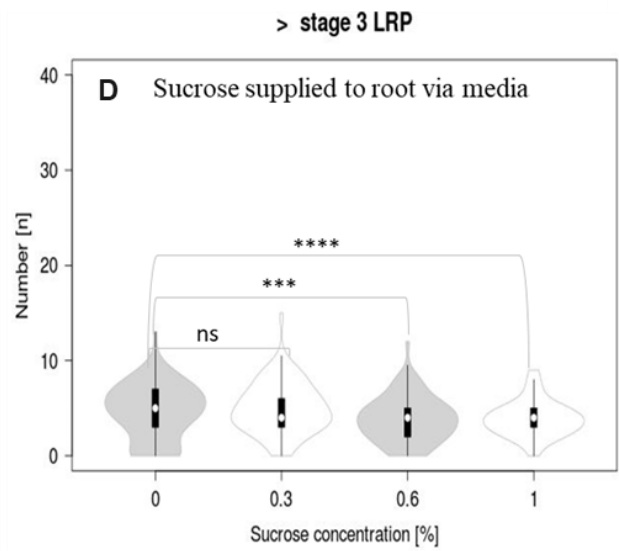 > stage 3 LRP
D Sucrose supplied to root via media
Number [n]
40
30
20
10
0
****
***
ns
0 0.3 0.6 1
Sucrose concentration [%]